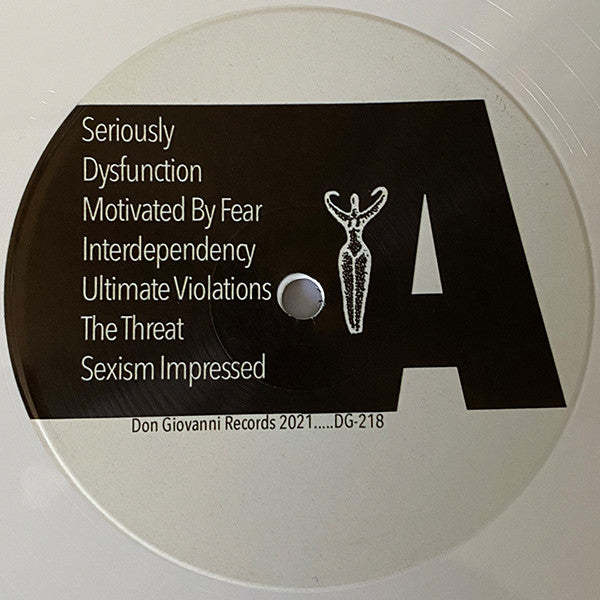 Seriously
Dysfunction
Motivated By Fear
Interdependency
Ultimate Violations
The Threat
Sexism Impressed
A
Don Giovanni Records 2021.....DG-218